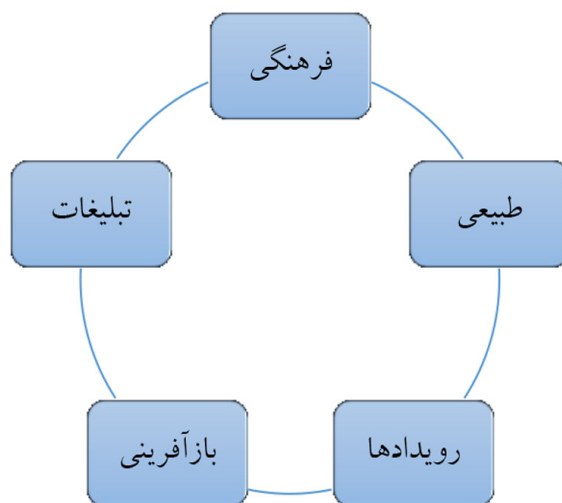 فرهنگی
طبیعی
رویدادها
بازآفرینی
تبلیغات